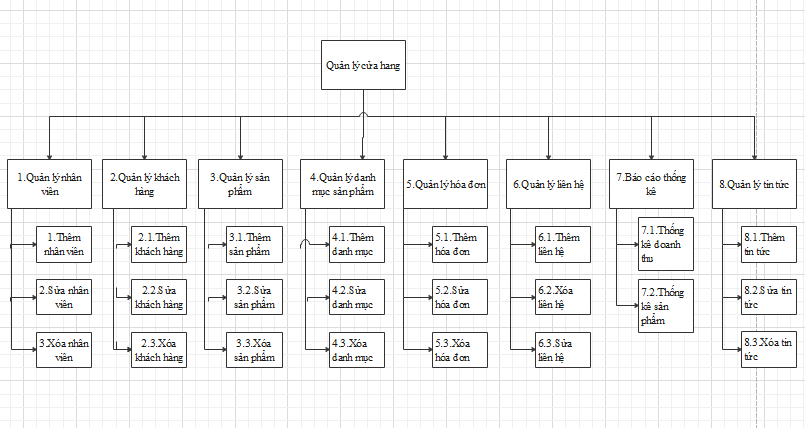 Quản lý cửa hang
1.Quản lý nhân
viên
2.Quản lý khách
hàng
3.Quản lý sản
phẩm
4.Quản lý danh
mục sản phẩm
5.Quản lý hóa đơn
6.Quản lý liên hệ
7.Báo cáo thống
kê
8.Quản lý tin tức
1.Thêm
nhân viên
2.Sửa nhân
viên
3.Xóa nhân
viên
2.1.Thêm
khách hàng
2.2.Sửa
khách hàng
2.3.Xóa
khách hàng
3.1.Thêm
sản phẩm
3.2.Sửa
sản phẩm
3.3.Xóa
sản phẩm
4.1.Thêm
danh mục
4.2.Sửa
danh mục
4.3.Xóa
danh mục
5.1.Thêm
hóa đơn
5.2.Sửa
hóa đơn
5.3.Xóa
hóa đơn
6.1.Thêm
liên hệ
6.2.Xóa
liên hệ
6.3.Sửa
liên hệ
7.1.Thống
kê doanh
thu
7.2.Thống
kê sản
phẩm
8.1.Thêm
tin tức
8.2.Sửa tin
tức
8.3.Xóa tin
tức